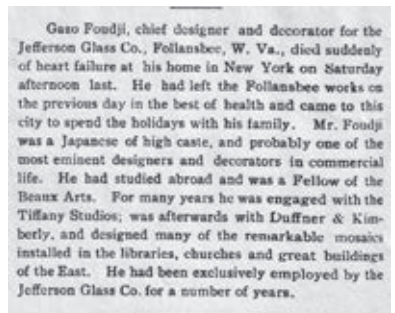 Gazo Foudji, chief designer and decorator for the
Jefferson Glass Co., Follansbee, W. Va., died suddenly
of heart failure at his home in New York on Saturday
afternoon last. He had left the Follansbee works on
the previous day in the best of health and came to this
city to spend the holidays with his family. Mr. Foudji
was a Japanese of high caste, and probably one of the
most eminent designers and decorators in commercial
life. He had studied abroad and was a Fellow of the
Beaux Arts. For many years he was engaged with the
Tiffany Studios; was afterwards with Duffner & Kim-
berly, and designed many of the remarkable mosaics
installed in the libraries, churches and great buildings
of the East. He had been exclusively employed by the
Jefferson Glass Co. for a number of years.